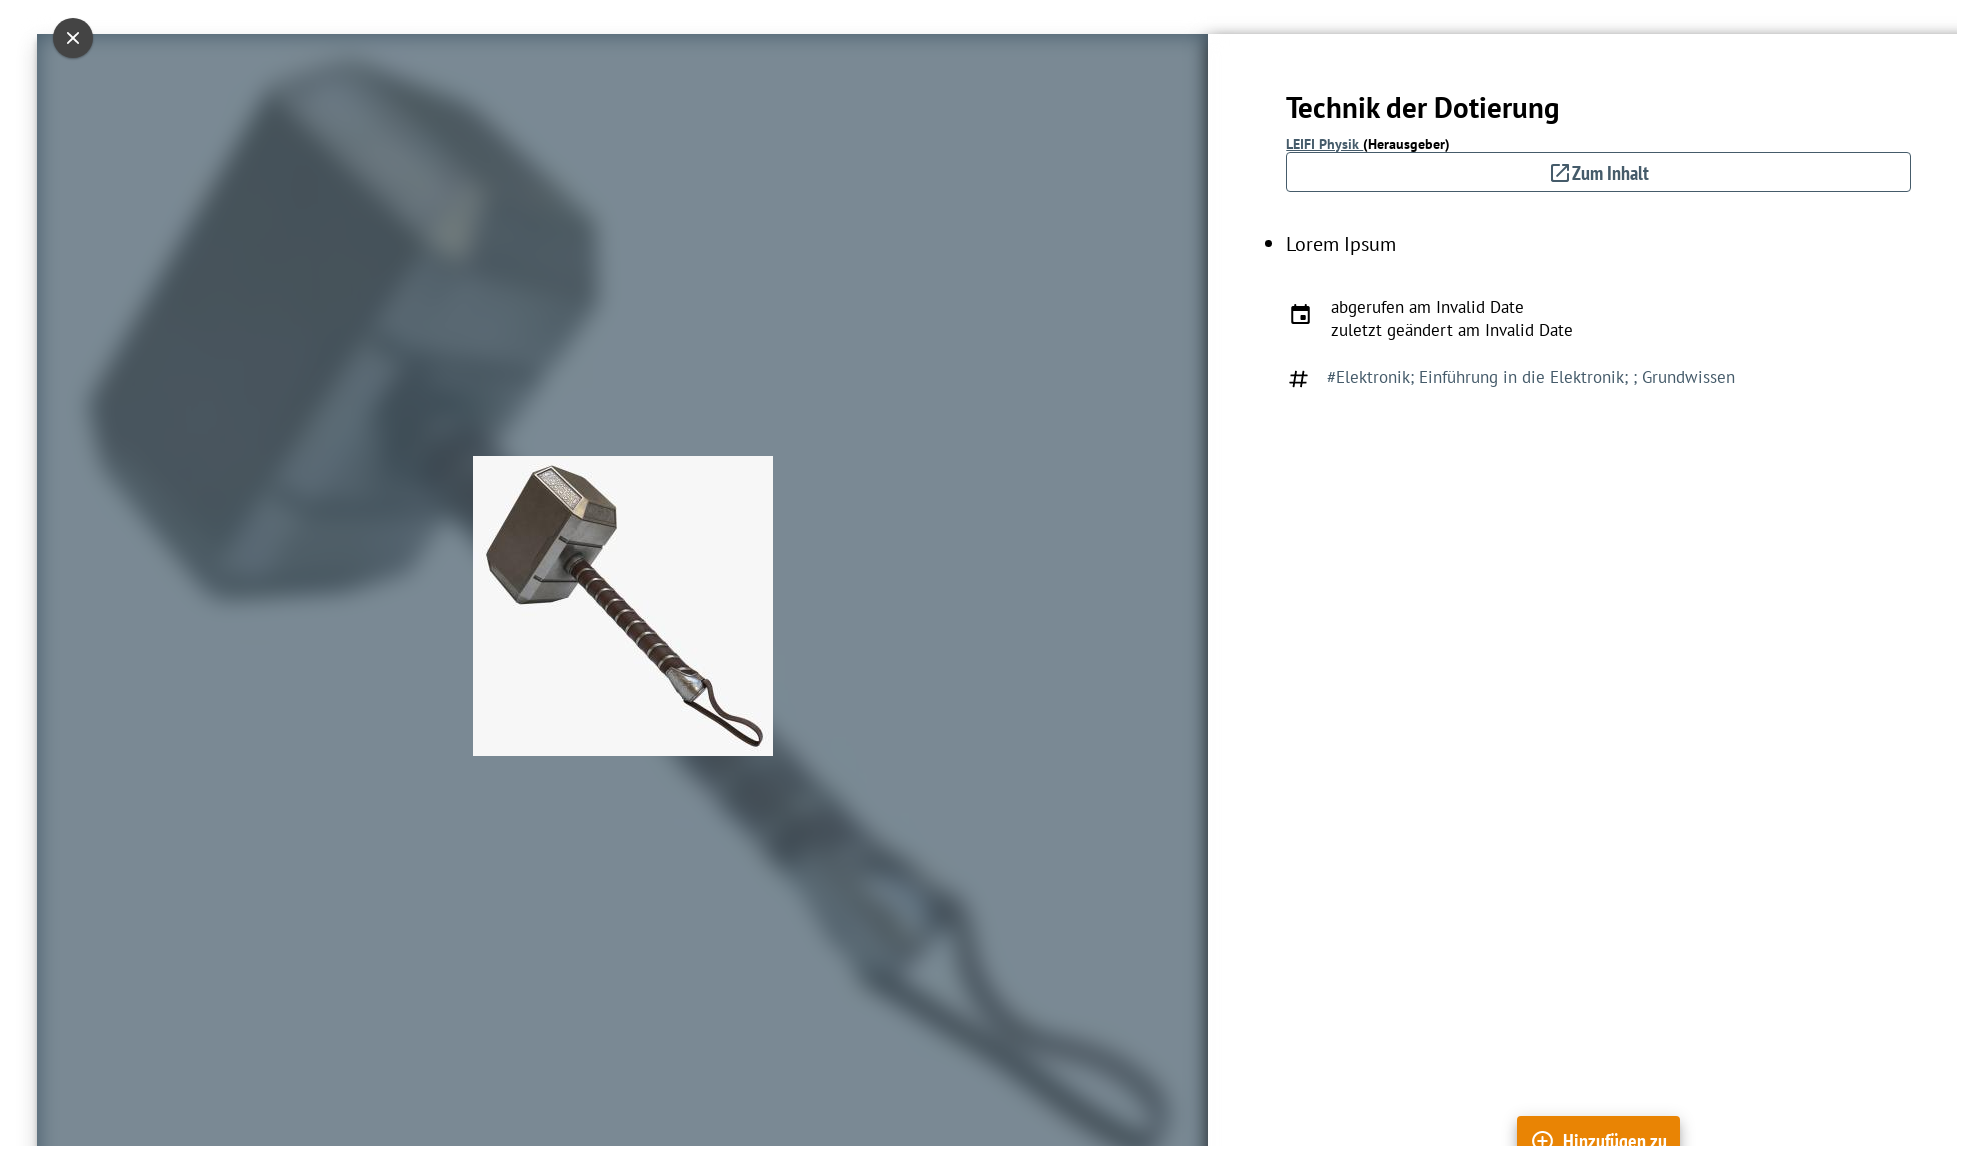 Technik der Dotierung
LEIFI Physik (Herausgeber)
Zum Inhalt
Lorem Ipsum
abgerufen am Invalid Date
zuletzt geändert am Invalid Date
#Elektronik; Einführung in die Elektronik; ; Grundwissen
Hinzufügen zu